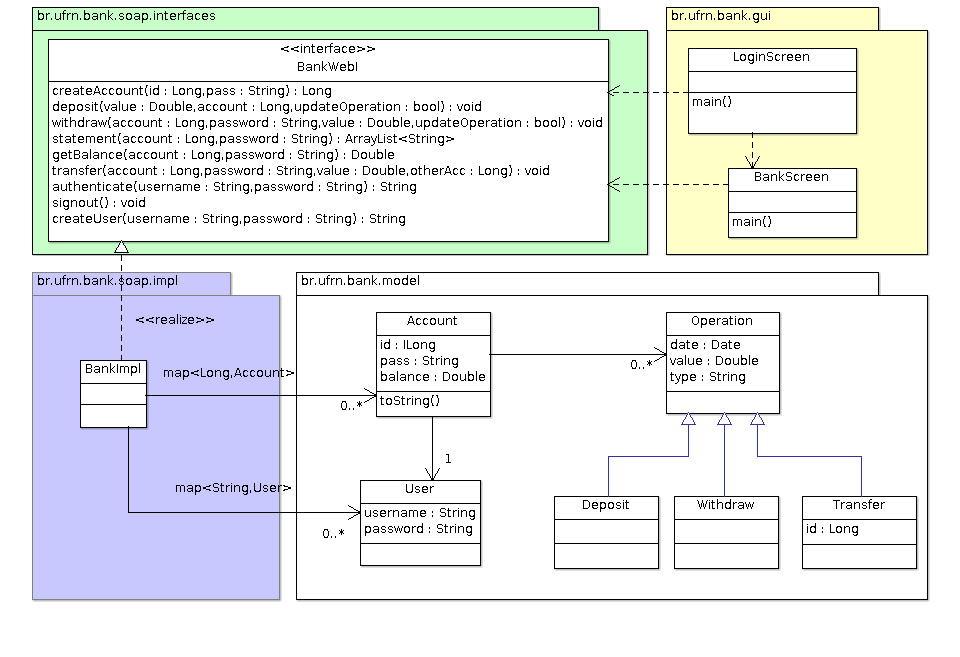 br.ufrn.bank.soap.interfaces
<<interface>>
BankWebI
createAccount(id : Long,pass : String) : Long
deposit(value : Double,account : Long,updateOperation : bool) : void
withdraw(account : Long,password : String,value : Double,updateOperation : bool) : void
statement(account : Long,password : String) : ArrayList<String>
getBalance(account : Long,password : String) : Double
transfer(account : Long,password : String,value : Double,otherAcc : Long) : void
authenticate(username : String,password : String) : String
signout() : void
createUser(username : String,password : String) : String
br.ufrn.bank.gui
LoginScreen
main()
BankScreen
main()
br.ufrn.bank.soap.impl
<<realize>>
BankImpl
map<Long,Account>
0..*
map<String,User>
0..*
br.ufrn.bank.model
Account
id : ILong
pass : String
balance : Double
toString()
0..*
1
Operation
date : Date
value : Double
type : String
User
username : String
password : String
Deposit
Withdraw
Transfer
id : Long